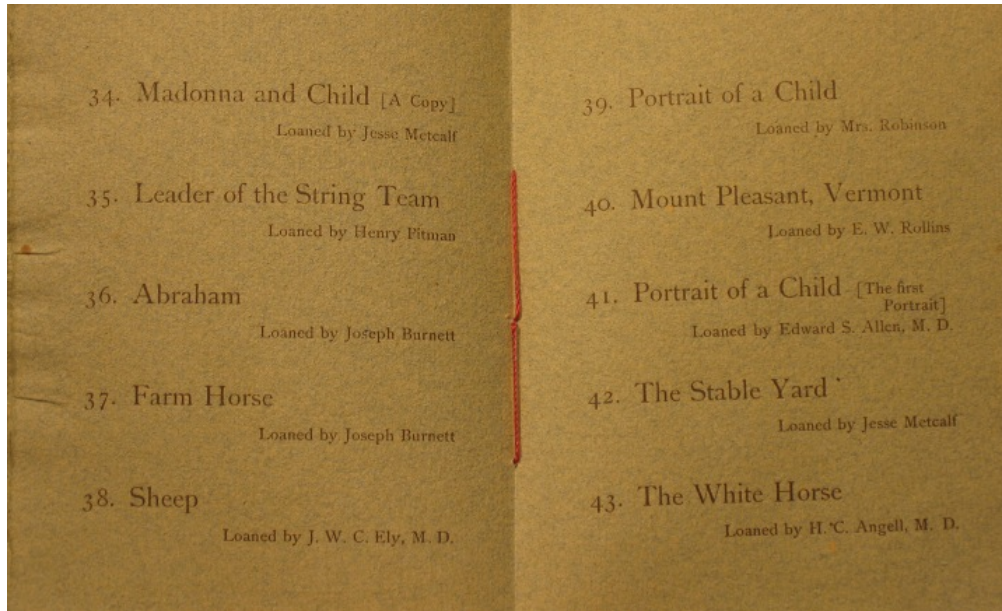 34. Madonna and Child [A Copy]
Loaned by Jesse Metcalf
35. Leader of the String Team
Loaned by Henry Pitman
36. Abraham
Loaned by Joseph Burnett
37. Farm Horse
Loaned by Joseph Burnett
38. Sheep
Loaned by J. W. C. Ely, M. D.
39. Portrait of a Child
Loaned by Mrs. Robinson
40. Mount Pleasant, Vermont
Loaned by E. W. Rollins
41. Portrait of a Child [The first
Portrait]
Loaned by Edward S. Allen, M. D.
42. The Stable Yard
Loaned by Jesse Metcalf
43. The White Horse
Loaned by H. C. Angell, M. D.